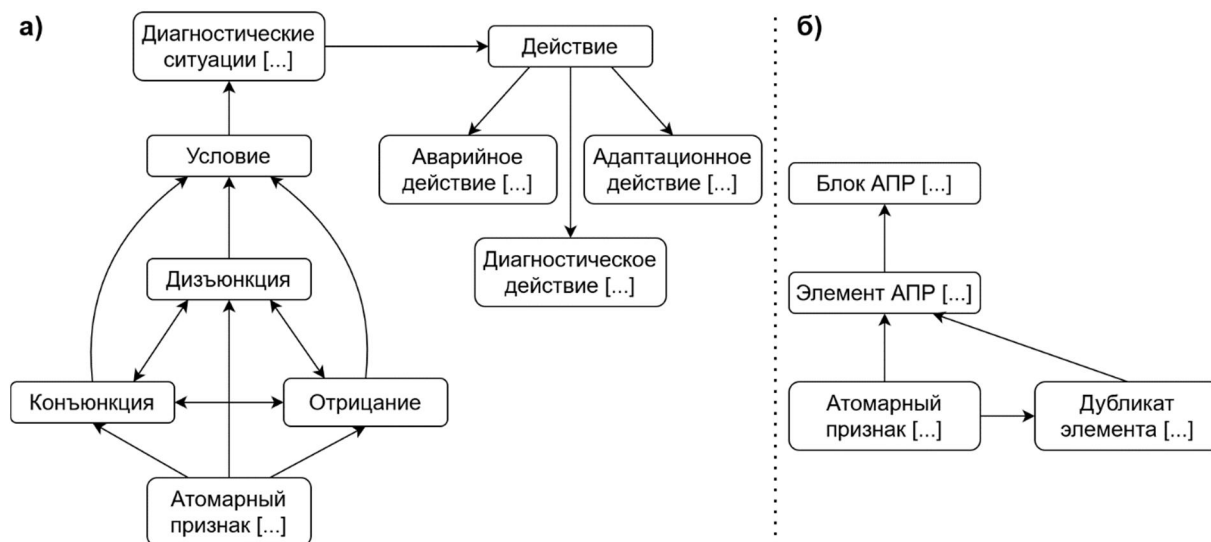 а)
Диагностические
ситуации [...]
Действие
Условие
Аварийное
действие [...]
Адаптационное
действие [...]
Диагностическое
действие [...]
Дизъюнкция
Конъюнкция
Отрицание
Атомарный
признак [...]
б)
Блок АПР [...]
Элемент АПР [...]
Атомарный
признак [...]
Дубликат
элемента [...]